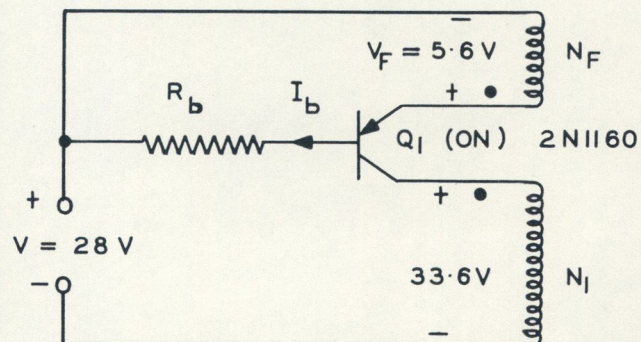 −
V_F = 5·6 V N_F
R_b I_b
+
Q_1 (ON) 2N1160
+
+
V = 28 V
−
33·6V N_1
−